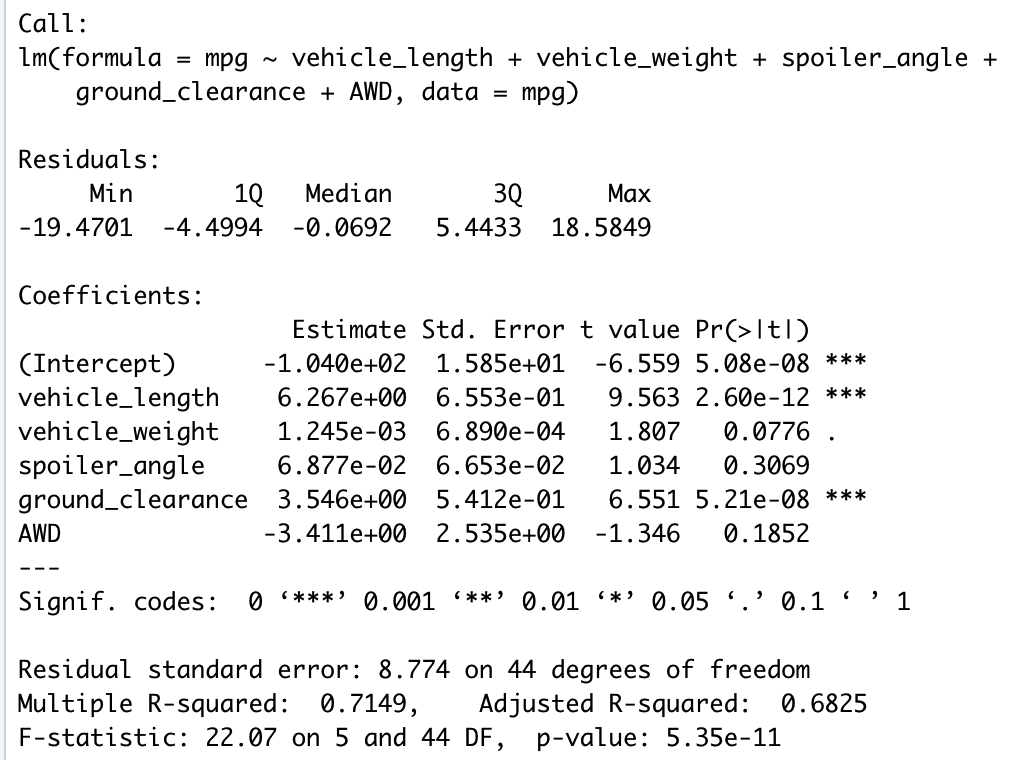 Call:
lm(formula = mpg ~ vehicle_length + vehicle_weight + spoiler_angle +
    ground_clearance + AWD, data = mpg)

Residuals:
     Min       1Q   Median       3Q      Max
-19.4701  -4.4994  -0.0692   5.4433  18.5849

Coefficients:
                   Estimate Std. Error t value Pr(>|t|)
(Intercept)      -1.040e+02  1.585e+01  -6.559 5.08e-08 ***
vehicle_length    6.267e+00  6.553e-01   9.563 2.60e-12 ***
vehicle_weight    1.245e-03  6.890e-04   1.807   0.0776 .
spoiler_angle     6.877e-02  6.653e-02   1.034   0.3069
ground_clearance  3.546e+00  5.412e-01   6.551 5.21e-08 ***
AWD              -3.411e+00  2.535e+00  -1.346   0.1852
---
Signif. codes:  0 ‘***’ 0.001 ‘**’ 0.01 ‘*’ 0.05 ‘.’ 0.1 ‘ ’ 1

Residual standard error: 8.774 on 44 degrees of freedom
Multiple R-squared:  0.7149,    Adjusted R-squared:  0.6825
F-statistic: 22.07 on 5 and 44 DF,  p-value: 5.35e-11